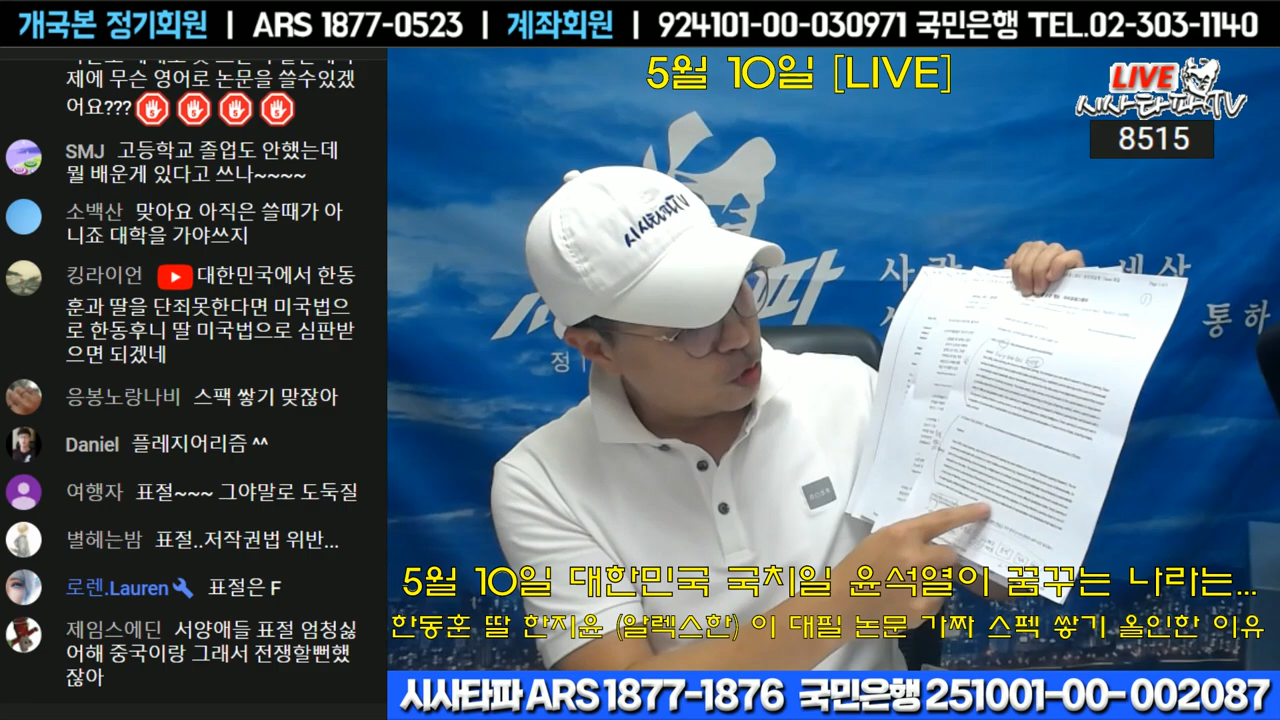 개국본 정기회원 | ARS 1877-0523 | 계좌회원 | 924101-00-030971 국민은행 TEL.02-303-1140
제에 무슨 영어로 논문을 쓸수있겠
어요???
SMJ 고등학교 졸업도 안했는데
뭘 배운게 있다고 쓰나~~~~
소백산 맞아요 아직은 쓸때가 아
니죠 대학을 가야쓰지
킹라이언 대한민국에서 한동
훈과 딸을 단죄못한다면 미국법으
로 한동후니 딸 미국법으로 심판받
으면 되겠네
응봉노랑나비 스팩 쌓기 맞잖아
Daniel 플레지어리즘 ^^
여행자 표절~~~ 그야말로 도둑질
별헤는밤 표절..저작권법 위반...
로렌.Lauren 표절은 F
제임스에딘 서양애들 표절 엄청싫
어해 중국이랑 그래서 전쟁할뻔했
잖아
5월 10일 [LIVE]
LIVE
시사타파TV
8515
시사타파TV
세상
통하
정
5월 10일 대한민국 국치일 윤석열이 꿈꾸는 나라는...
한동훈 딸 한지윤 (알렉스한) 이 대필 논문 가짜 스펙 쌓기 올인한 이유
시사타파 ARS 1877-1876 국민은행 251001-00-002087